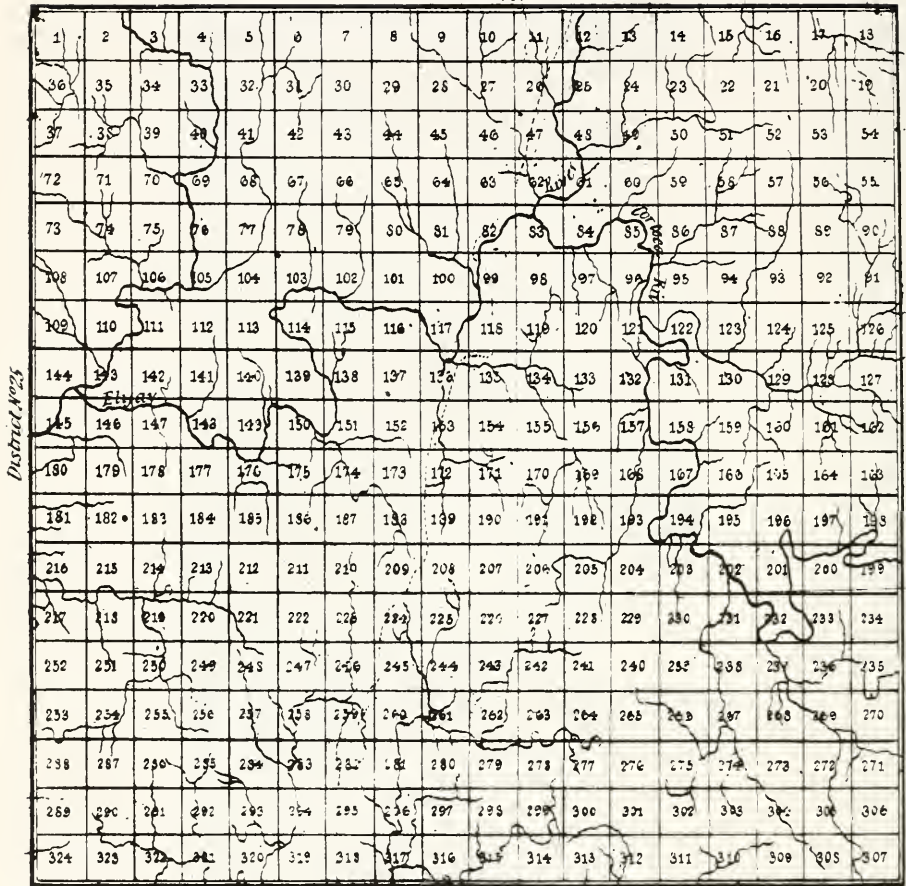 1 2 3 4 5 6 7 8 9 10 11 12 13 14 15 16 17 18
36 35 34 33 32 31 30 29 28 27 26 25 24 23 22 21 20 19
37 38 39 40 41 42 43 44 45 46 47 48 49 50 51 52 53 54
72 71 70 69 68 67 66 65 64 63 62 River 61 60 59 58 57 56 55
73 74 75 76 77 78 79 80 81 82 83 84 85 86 87 88 89 90
108 107 106 105 104 103 102 101 100 99 98 97 96 Riv 95 94 93 92 91
109 110 111 112 113 114 115 116 117 118 119 120 121 122 123 124 125 126
144 143 142 141 140 139 138 137 136 135 134 133 132 131 130 129 128 127
District Nº 25
Elijay
145 146 147 148 149 150 151 152 153 154 155 156 157 158 159 160 161 162
180 179 178 177 176 175 174 173 172 171 170 169 168 167 166 165 164 163
181 182 183 184 185 186 187 188 189 190 191 192 193 194 195 196 197 198
216 215 214 213 212 211 210 209 208 207 206 205 204 203 202 201 200 199
217 218 219 220 221 222 223 224 225 226 227 228 229 230 231 232 233 234
252 251 250 249 248 247 246 245 244 243 242 241 240 239 238 237 236 235
253 254 255 256 257 258 259 260 261 262 263 264 265 266 267 268 269 270
288 287 286 285 284 283 282 281 280 279 278 277 276 275 274 273 272 271
289 290 291 292 293 294 295 296 297 298 299 300 301 302 303 304 305 306
324 323 322 321 320 319 318 317 316 315 314 313 312 311 310 309 308 307